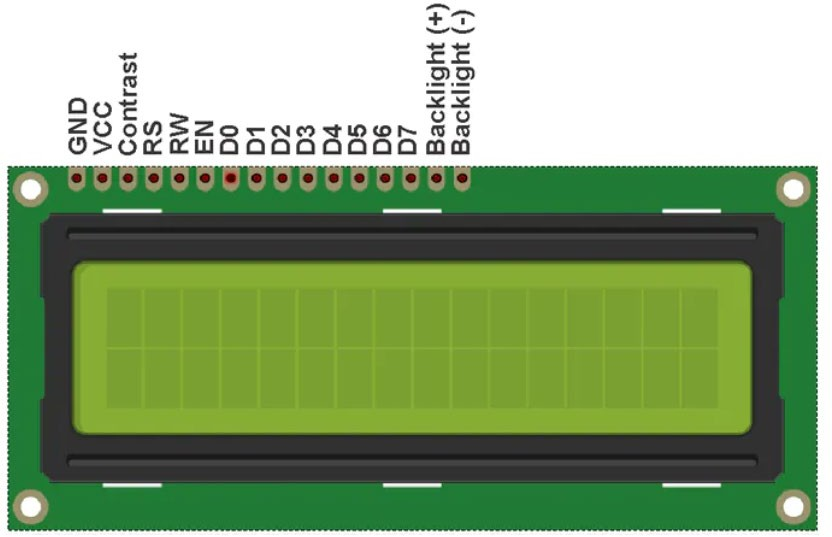 GND
VCC
Contrast
RS
RW
EN
D0
D1
D2
D3
D4
D5
D6
D7
Backlight (+)
Backlight (-)